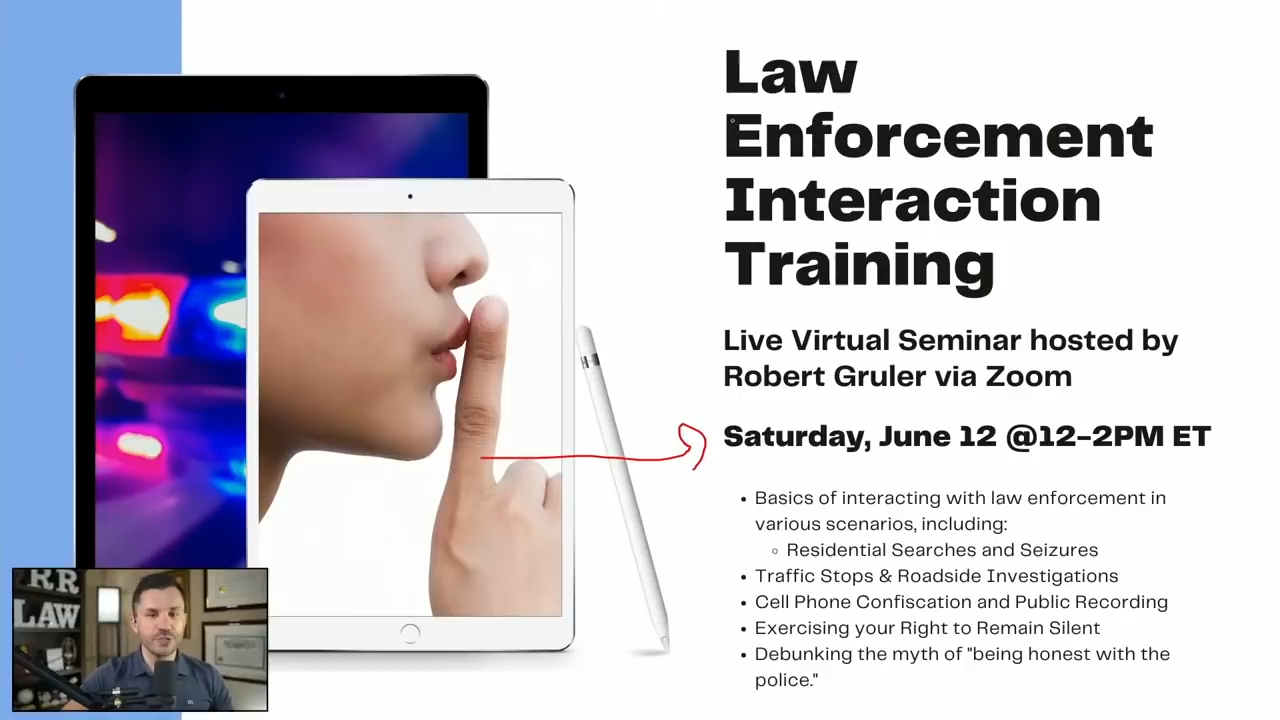 Law
Enforcement
Interaction
Training
Live Virtual Seminar hosted by
Robert Gruler via Zoom
Saturday, June 12 @12-2PM ET
• Basics of interacting with law enforcement in
various scenarios, including:
◦ Residential Searches and Seizures
• Traffic Stops & Roadside Investigations
• Cell Phone Confiscation and Public Recording
• Exercising your Right to Remain Silent
• Debunking the myth of "being honest with the
police."
RR
LAW